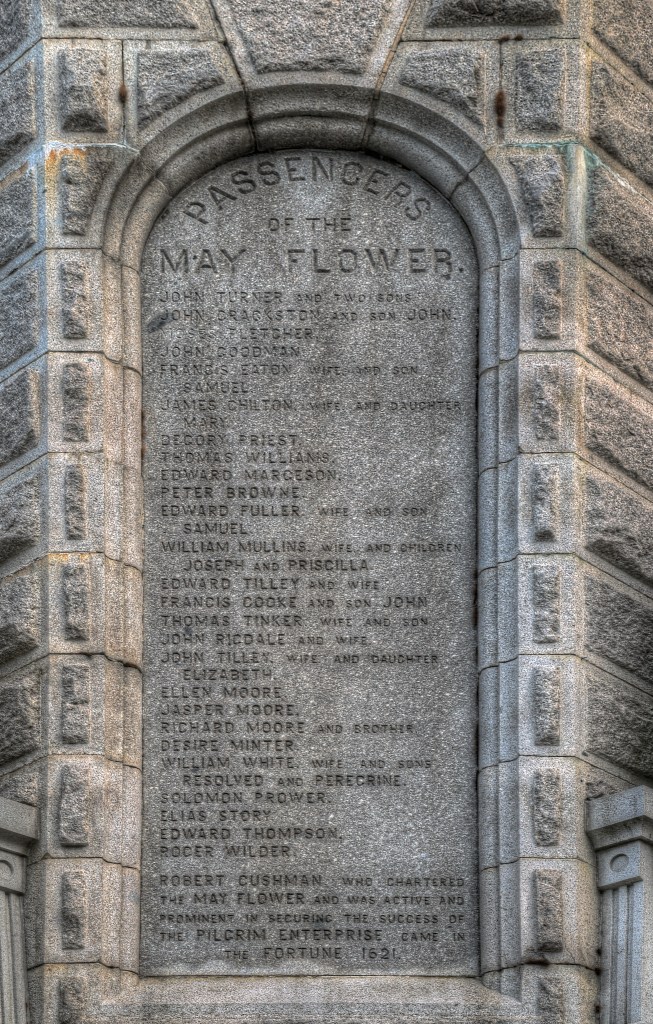 PASSENGERS
OF THE
MAY FLOWER.
JOHN TURNER AND TWO SONS
JOHN CRACKSTON AND SON JOHN.
FLETCHER.
JOHN GOODMAN
FRANCIS EATON, WIFE AND SON
SAMUEL
JAMES CHILTON, WIFE AND DAUGHTER
MARY
DEGORY PRIEST.
THOMAS WILLIAMS.
EDWARD MARGESON.
PETER BROWNE.
EDWARD FULLER, WIFE AND SON
SAMUEL
WILLIAM MULLINS, WIFE AND CHILDREN
JOSEPH AND PRISCILLA
EDWARD TILLEY AND WIFE
FRANCIS COOKE AND SON JOHN
THOMAS TINKER, WIFE AND SON
JOHN RIGDALE AND WIFE
JOHN TILLEY, WIFE AND DAUGHTER
ELIZABETH.
ELLEN MOORE.
JASPER MOORE.
RICHARD MOORE AND BROTHER
DESIRE MINTER.
WILLIAM WHITE, WIFE AND SONS
RESOLVED AND PEREGRINE.
SOLOMON PROWER.
ELIAS STORY
EDWARD THOMPSON.
ROGER WILDER.
ROBERT CUSHMAN, WHO CHARTERED
THE MAY FLOWER AND WAS ACTIVE AND
PROMINENT IN SECURING THE SUCCESS OF
THE PILGRIM ENTERPRISE CAME IN
THE FORTUNE 1621